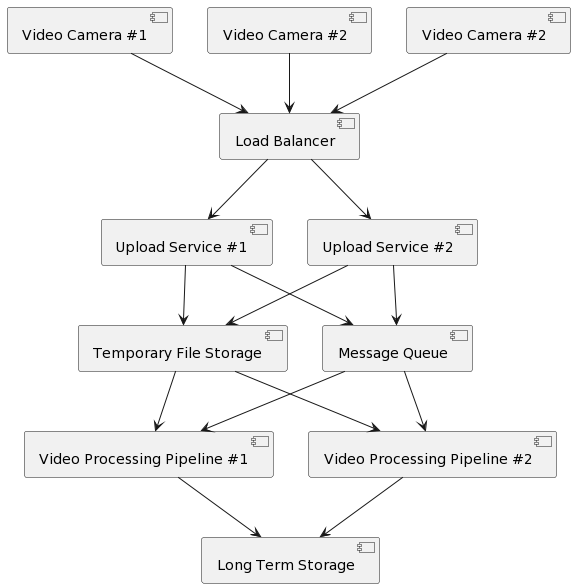 Video Camera #1
Video Camera #2
Video Camera #2
Load Balancer
Upload Service #1
Upload Service #2
Temporary File Storage
Message Queue
Video Processing Pipeline #1
Video Processing Pipeline #2
Long Term Storage